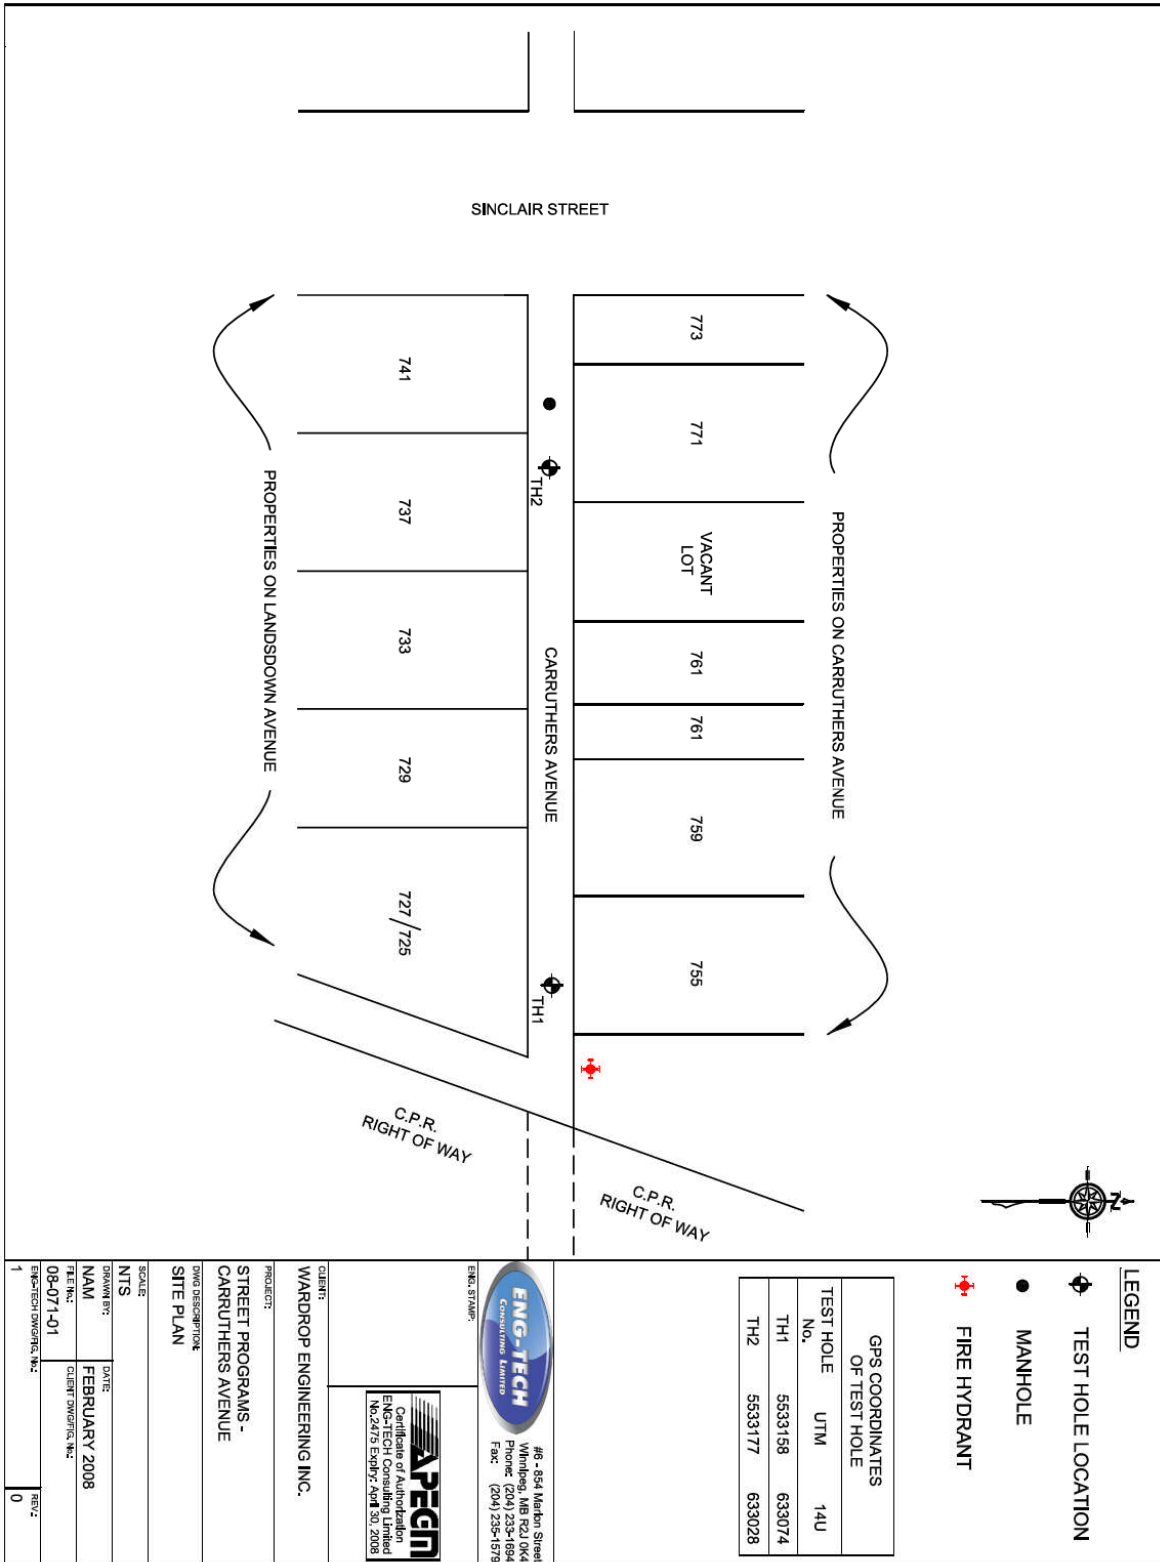 SINCLAIR STREET
773
771
VACANT
LOT
761
761
759
755
PROPERTIES ON CARRUTHERS AVENUE
741
737
733
729
727/725
PROPERTIES ON LANDSDOWN AVENUE
CARRUTHERS AVENUE
TH2
TH1
C.P.R.
RIGHT OF WAY
C.P.R.
RIGHT OF WAY
N
LEGEND
TEST HOLE LOCATION
MANHOLE
FIRE HYDRANT
GPS COORDINATES
OF TEST HOLE
TEST HOLE No. UTM 14U
TH1 5533158 633074
TH2 5533177 633028
ENG-TECH
CONSULTING LIMITED
#6 - 854 Marion Street
Winnipeg, MB R2J 0K4
Phone: (204) 233-1694
Fax: (204) 235-1579
ENG. STAMP:
APEGM
Certificate of Authorization
ENG-TECH Consulting Limited
No.2475 Expiry: April 30, 2008
CLIENT:
WARDROP ENGINEERING INC.
PROJECT:
STREET PROGRAMS -
CARRUTHERS AVENUE
DWG DESCRIPTION:
SITE PLAN
SCALE:
NTS
DRAWN BY:
NAM
DATE:
FEBRUARY 2008
FILE No.:
08-071-01
CLIENT DWG/FIG. No.:
ENG-TECH DWG/FIG. No.:
1
REV.:
0